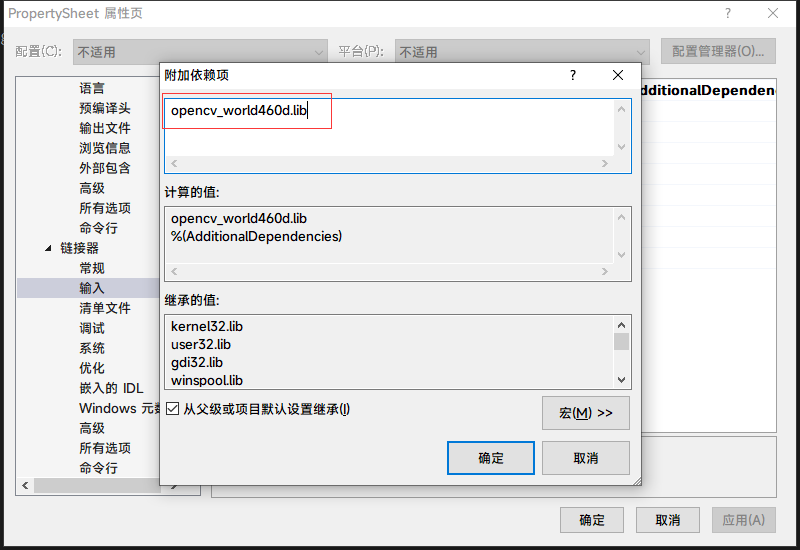 PropertySheet 属性页
配置(C):
不适用
平台(P):
不适用
配置管理器(O)...
语言
预编译头
输出文件
浏览信息
外部包含
高级
所有选项
命令行
链接器
常规
输入
清单文件
调试
系统
优化
嵌入的 IDL
Windows 元数
高级
所有选项
命令行
附加依赖项
opencv_world460d.lib
计算的值:
opencv_world460d.lib
%(AdditionalDependencies)
继承的值:
kernel32.lib
user32.lib
gdi32.lib
winspool.lib
从父级或项目默认设置继承(I)
宏(M) >>
确定
取消
dditionalDependen
确定
取消
应用(A)